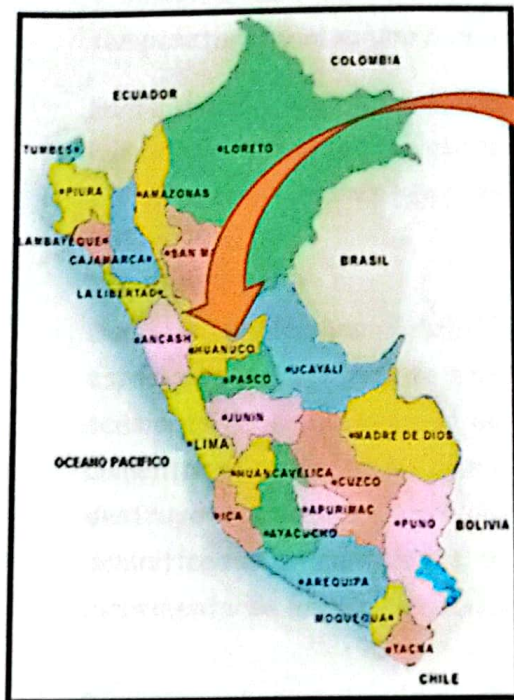 COLOMBIA
ECUADOR
TUMBES
LORETO
PIURA
AMAZONAS
LAMBAYEQUE
SAN M
CAJAMARCA
BRASIL
LA LIBERTAD
ANCASH
HUANUCO
UCAYALI
PASCO
JUNIN
LIMA
MADRE DE DIOS
OCEANO PACIFICO
HUANCAVELICA
CUZCO
ICA
APURIMAC
PUNO
BOLIVIA
AYACUCHO
AREQUIPA
MOQUEGUA
TACNA
CHILE